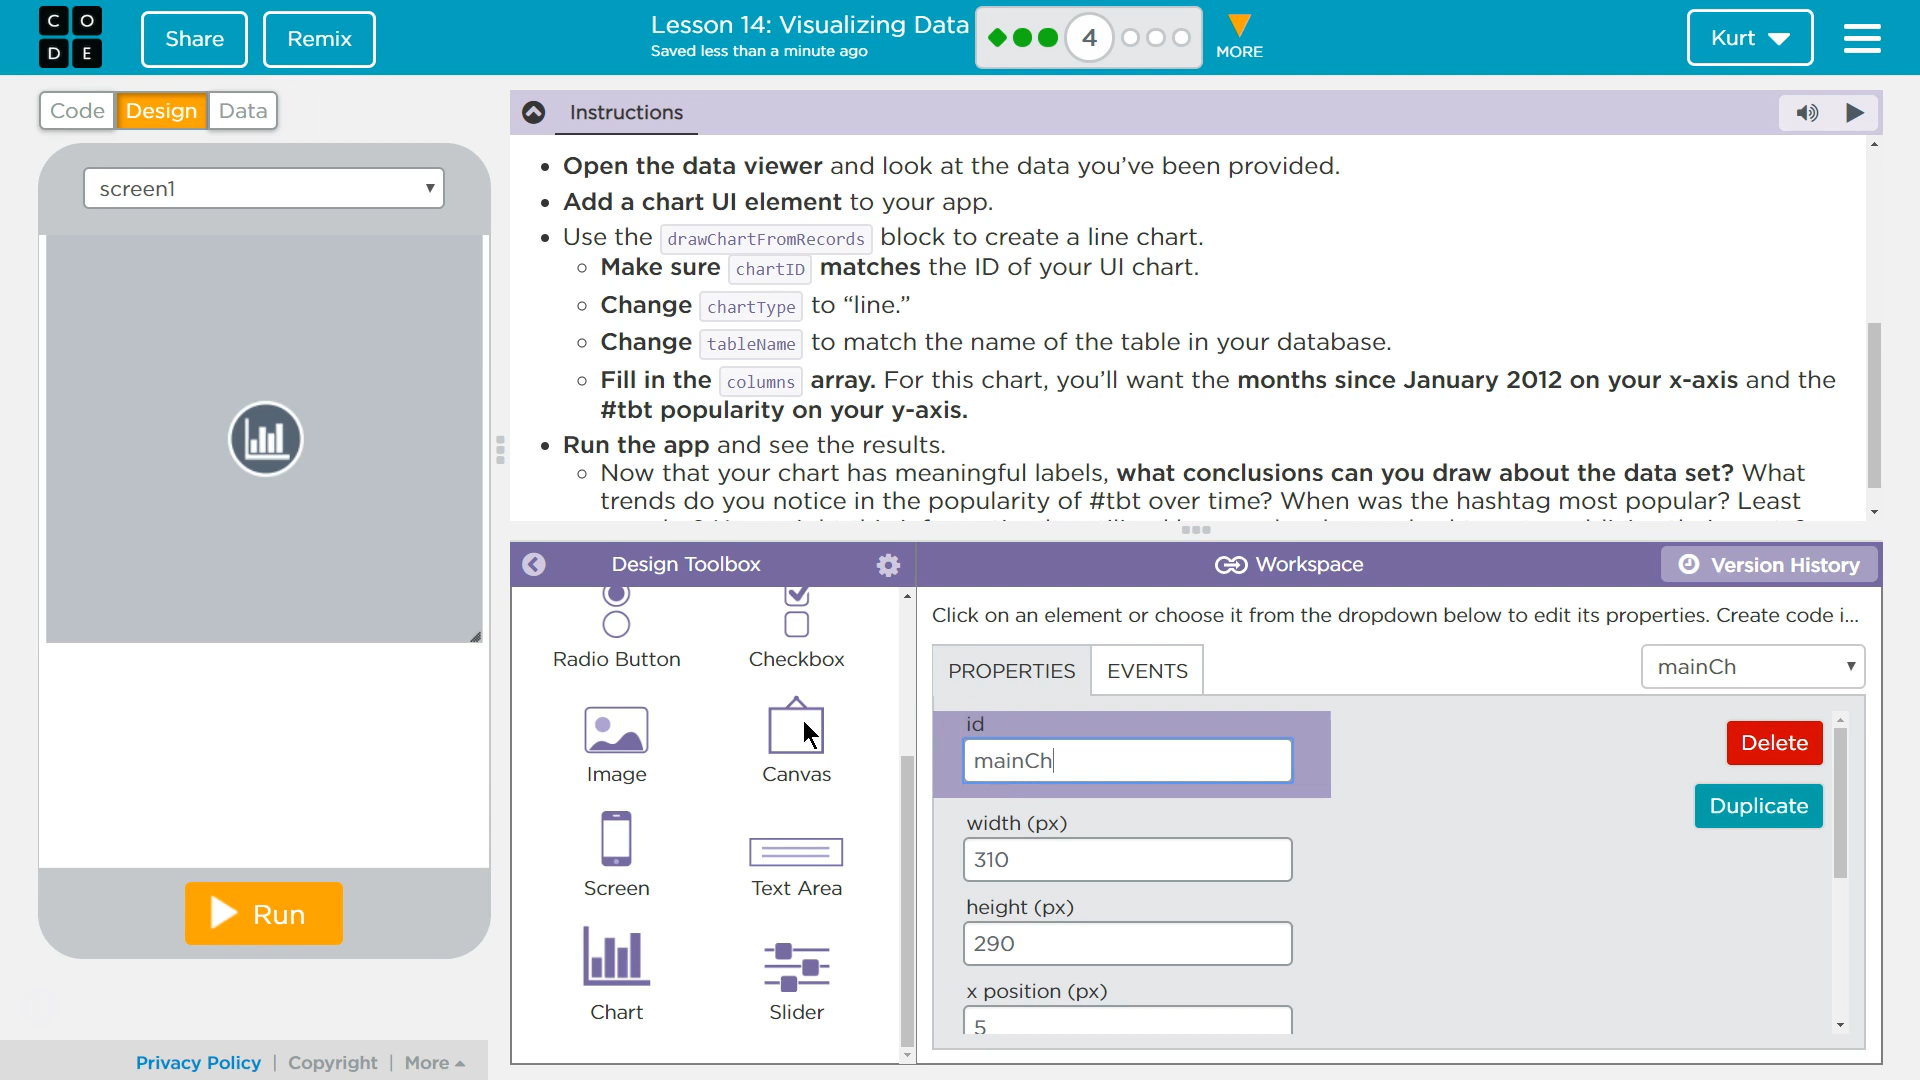 C O
D E
Share
Remix
Lesson 14: Visualizing Data
Saved less than a minute ago
4
MORE
Kurt
Code
Design
Data
screen1
Run
Privacy Policy | Copyright | More
Instructions
Open the data viewer and look at the data you’ve been provided.
Add a chart UI element to your app.
Use the drawChartFromRecords block to create a line chart.
Make sure chartID matches the ID of your UI chart.
Change chartType to “line.”
Change tableName to match the name of the table in your database.
Fill in the columns array. For this chart, you’ll want the months since January 2012 on your x-axis and the
#tbt popularity on your y-axis.
Run the app and see the results.
Now that your chart has meaningful labels, what conclusions can you draw about the data set? What
trends do you notice in the popularity of #tbt over time? When was the hashtag most popular? Least
Design Toolbox
Radio Button
Checkbox
Image
Canvas
Screen
Text Area
Chart
Slider
Workspace
Version History
Click on an element or choose it from the dropdown below to edit its properties. Create code i...
PROPERTIES
EVENTS
mainCh
id
mainCh
Delete
Duplicate
width (px)
310
height (px)
290
x position (px)
5